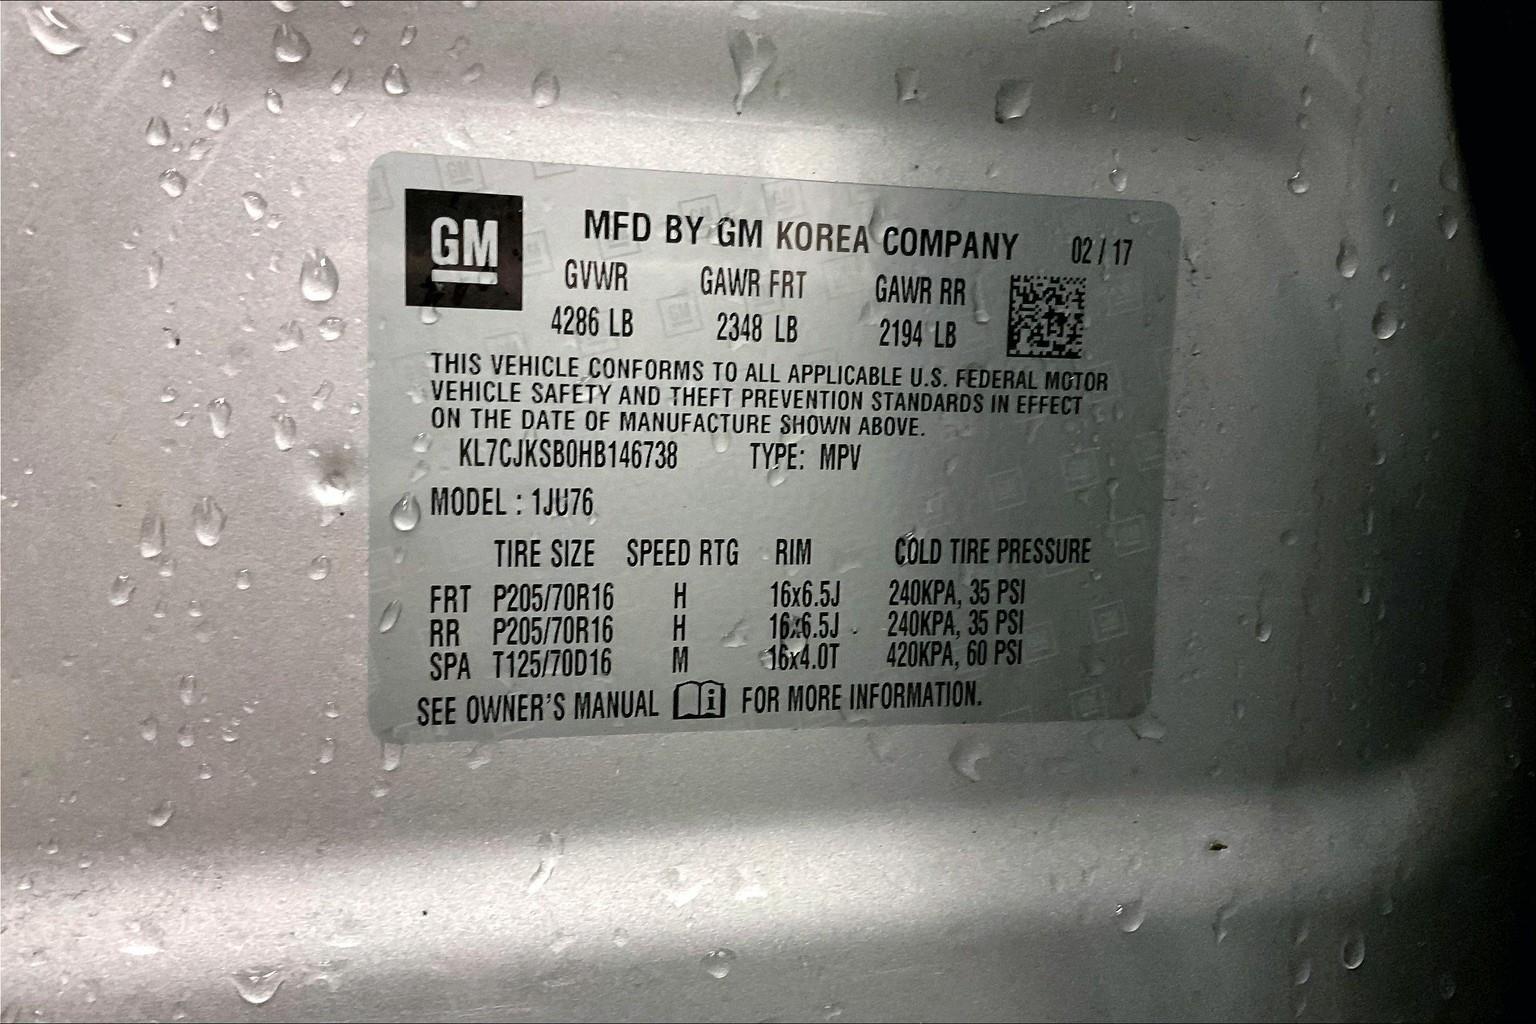 GM
MFD BY GM KOREA COMPANY 02 / 17
GVWR GAWR FRT GAWR RR
4286 LB 2348 LB 2194 LB
THIS VEHICLE CONFORMS TO ALL APPLICABLE U.S. FEDERAL MOTOR
VEHICLE SAFETY AND THEFT PREVENTION STANDARDS IN EFFECT
ON THE DATE OF MANUFACTURE SHOWN ABOVE.
KL7CJKSB0HB146738 TYPE: MPV
MODEL : 1JU76
TIRE SIZE SPEED RTG RIM COLD TIRE PRESSURE
FRT P205/70R16 H 16x6.5J 240KPA, 35 PSI
RR P205/70R16 H 16x6.5J 240KPA, 35 PSI
SPA T125/70D16 M 16x4.0T 420KPA, 60 PSI
SEE OWNER'S MANUAL i FOR MORE INFORMATION.